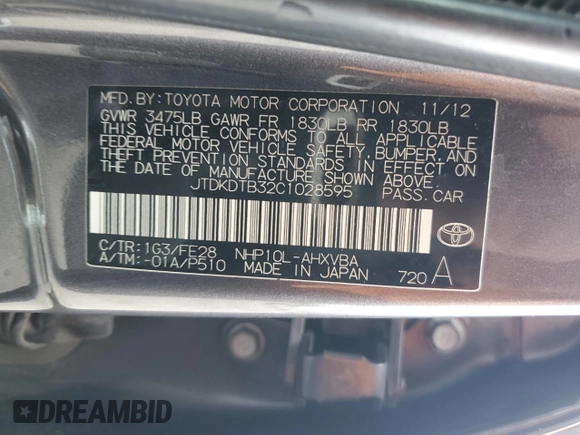 MFD. BY: TOYOTA MOTOR CORPORATION 11/12
GVWR 3475LB GAWR FR 1830LB RR 1830LB
THIS VEHICLE CONFORMS TO ALL APPLICABLE
FEDERAL MOTOR VEHICLE SAFETY, BUMPER, AND
THEFT PREVENTION STANDARDS IN EFFECT ON
THE DATE OF MANUFACTURE SHOWN ABOVE.
JTDKDTB32C1028595 PASS. CAR
C/TR: 1G3/FE28 NHP10L-AHXVBA
A/TM: -01A/P510 MADE IN JAPAN 720 A
DREAMBID